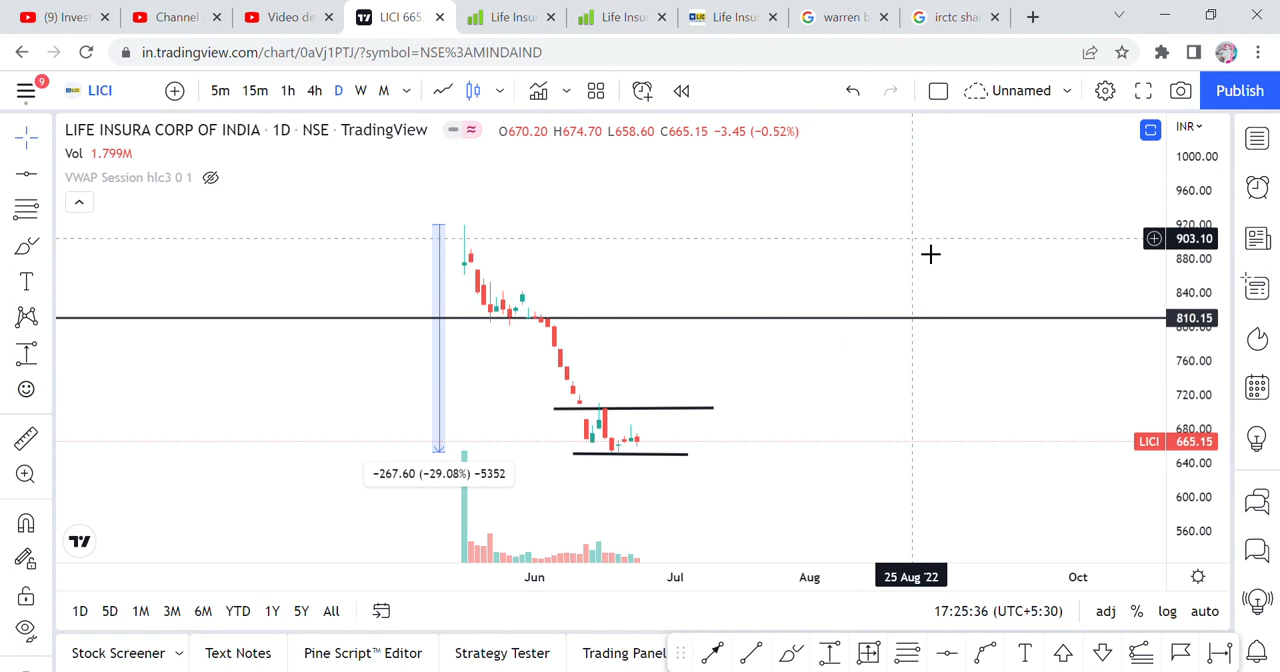 (9) Invest
Channel
Video de
LICI 665.
Life Insur
Life Insu
Life Insu
warren b
irctc sha
in.tradingview.com/chart/0aVj1PTJ/?symbol=NSE%3AMINDAIND
9
LICI
5m 15m 1h 4h D W M
Unnamed
Publish
LIFE INSURA CORP OF INDIA · 1D · NSE · TradingView
O670.20 H674.70 L658.60 C665.15 −3.45 (−0.52%)
INR
Vol 1.799M
VWAP Session hlc3 0 1
1000.00
960.00
920.00
903.10
880.00
840.00
810.15
800.00
760.00
720.00
680.00
LICI 665.15
640.00
600.00
560.00
−267.60 (−29.08%) −5352
Jun
Jul
Aug
25 Aug '22
Oct
1D 5D 1M 3M 6M YTD 1Y 5Y All
17:25:36 (UTC+5:30)
adj % log auto
Stock Screener
Text Notes
Pine Script™ Editor
Strategy Tester
Trading Panel